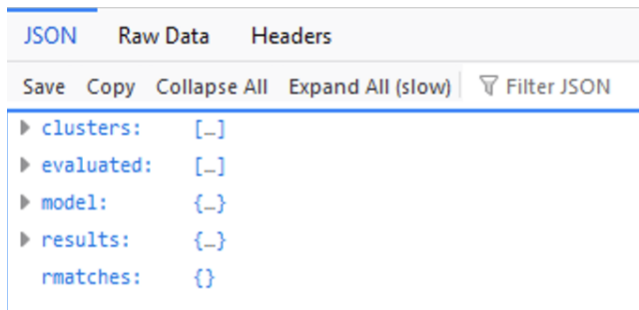 JSON Raw Data Headers
Save Copy Collapse All Expand All (slow) Filter JSON
clusters: […]
evaluated: […]
model: {…}
results: {…}
rmatches: {}